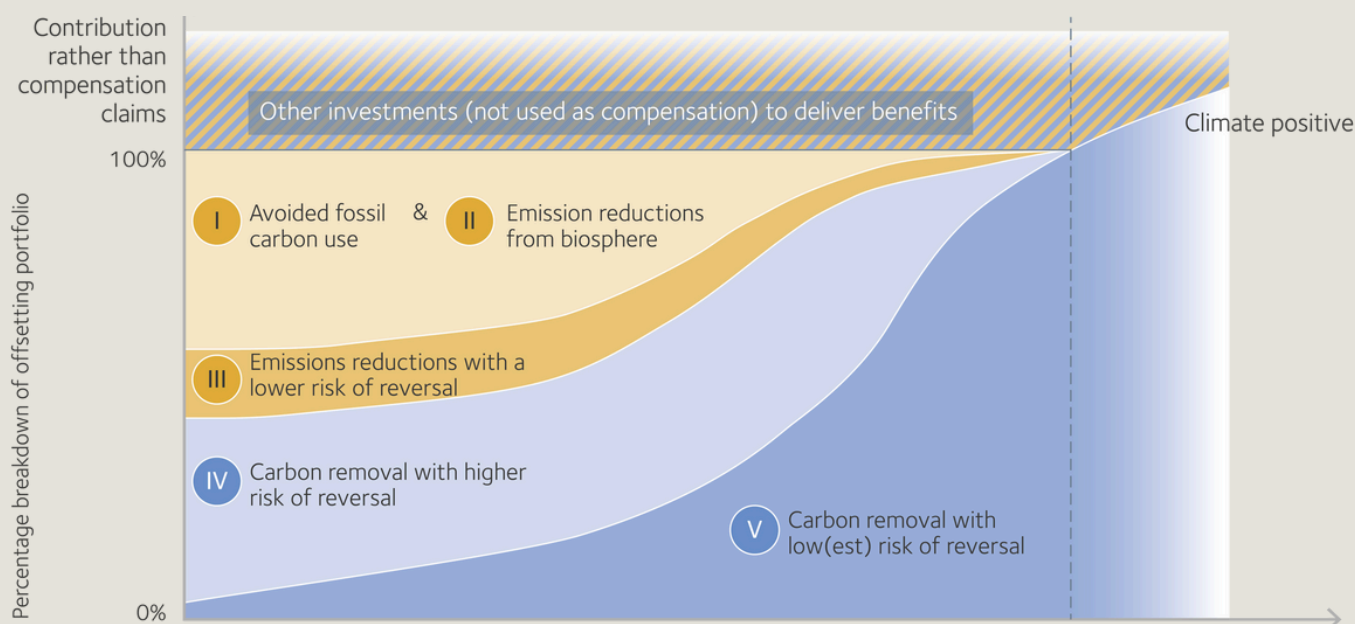 Contribution
rather than
compensation
claims
Other investments (not used as compensation) to deliver benefits
Climate positive
100%
I
Avoided fossil
carbon use
&
II
Emission reductions
from biosphere
III
Emissions reductions with a
lower risk of reversal
IV
Carbon removal with higher
risk of reversal
V
Carbon removal with
low(est) risk of reversal
0%
Percentage breakdown of offsetting portfolio